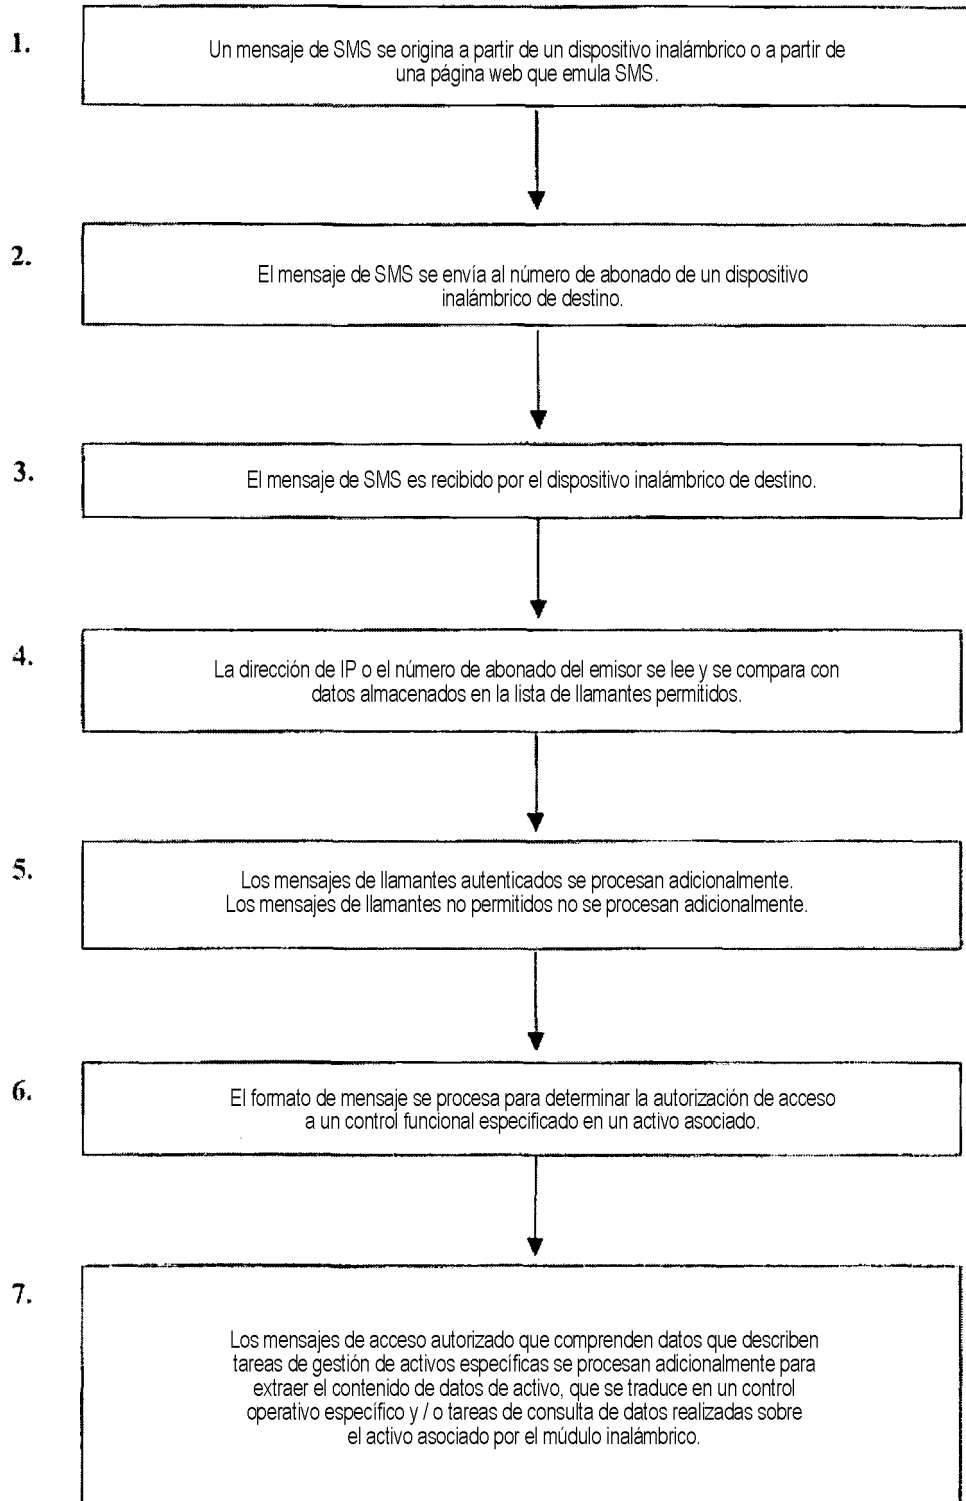 1.
Un mensaje de SMS se origina a partir de un dispositivo inalámbrico o a partir de
una página web que emula SMS.
2.
El mensaje de SMS se envía al número de abonado de un dispositivo
inalámbrico de destino.
3.
El mensaje de SMS es recibido por el dispositivo inalámbrico de destino.
4.
La dirección de IP o el número de abonado del emisor se lee y se compara con
datos almacenados en la lista de llamantes permitidos.
5.
Los mensajes de llamantes autenticados se procesan adicionalmente.
Los mensajes de llamantes no permitidos no se procesan adicionalmente.
6.
El formato de mensaje se procesa para determinar la autorización de acceso
a un control funcional especificado en un activo asociado.
7.
Los mensajes de acceso autorizado que comprenden datos que describen
tareas de gestión de activos específicas se procesan adicionalmente para
extraer el contenido de datos de activo, que se traduce en un control
operativo específico y / o tareas de consulta de datos realizadas sobre
el activo asociado por el múdulo inalámbrico.